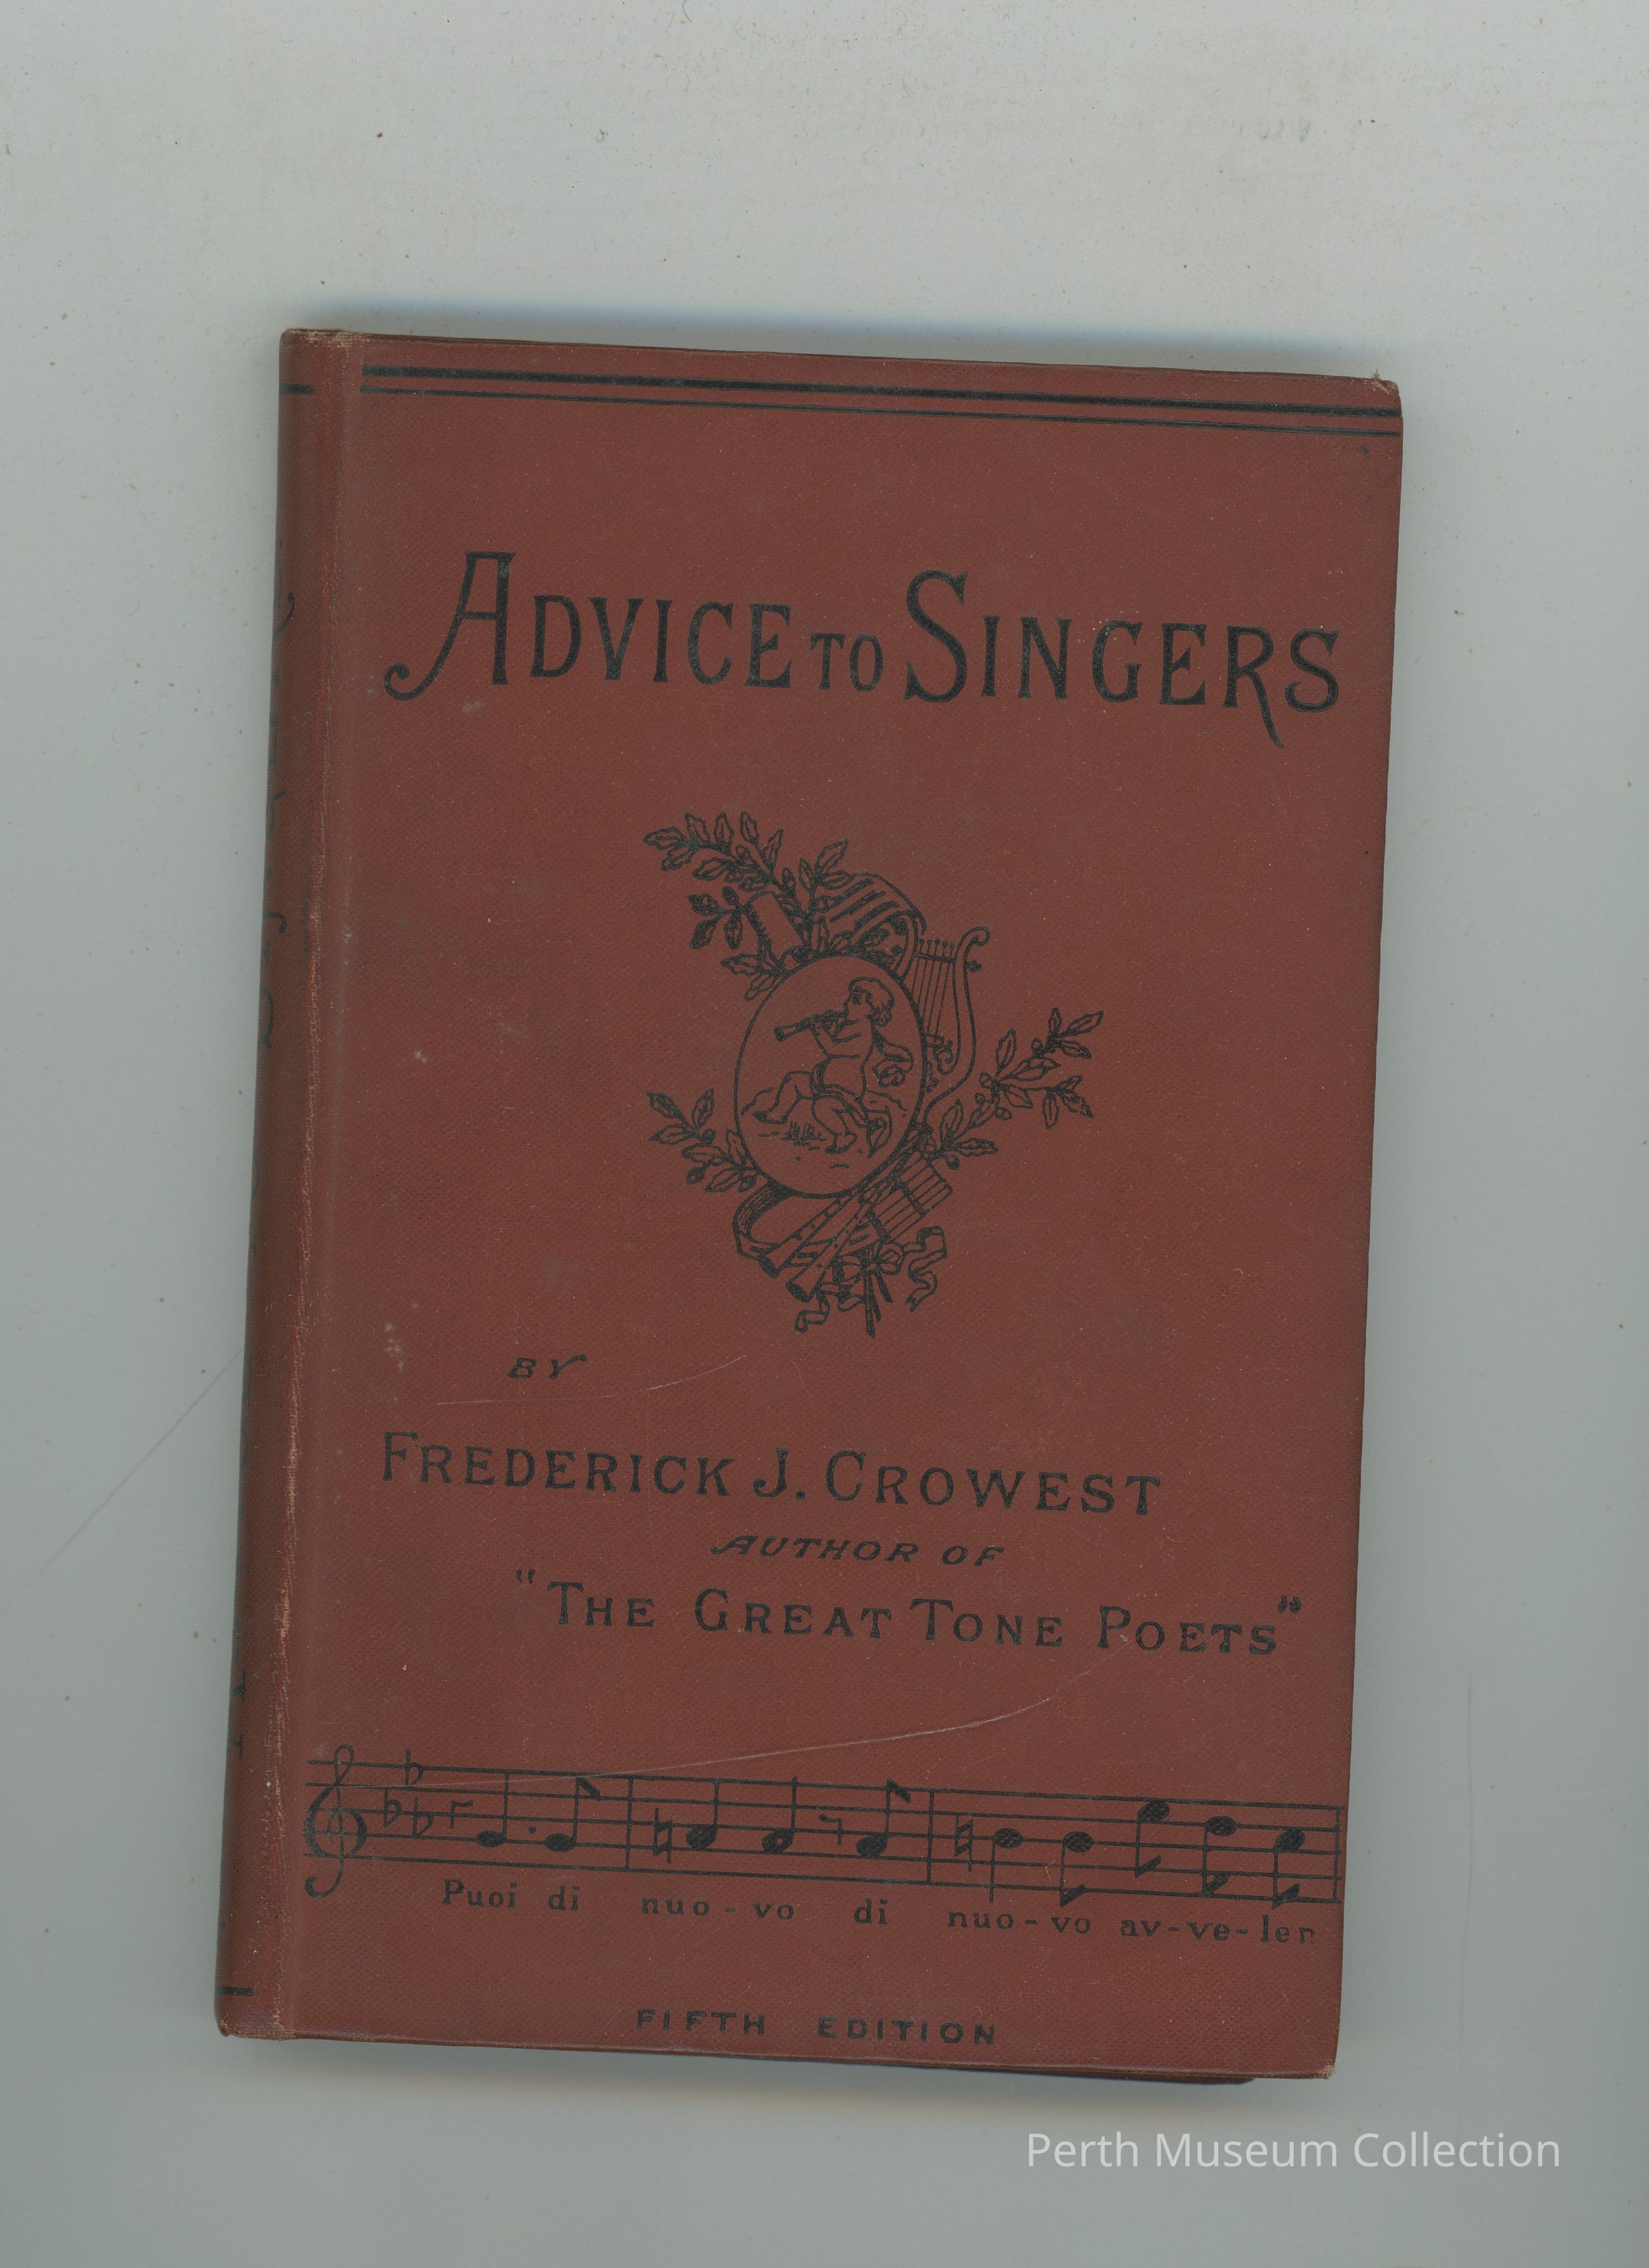 ADVICE TO SINGERS
BY
FREDERICK J. CROWEST
AUTHOR OF
"THE GREAT TONE POETS"
Puoi di nuo - vo di nuo - vo av - ve - len
FIFTH EDITION
Perth Museum Collection